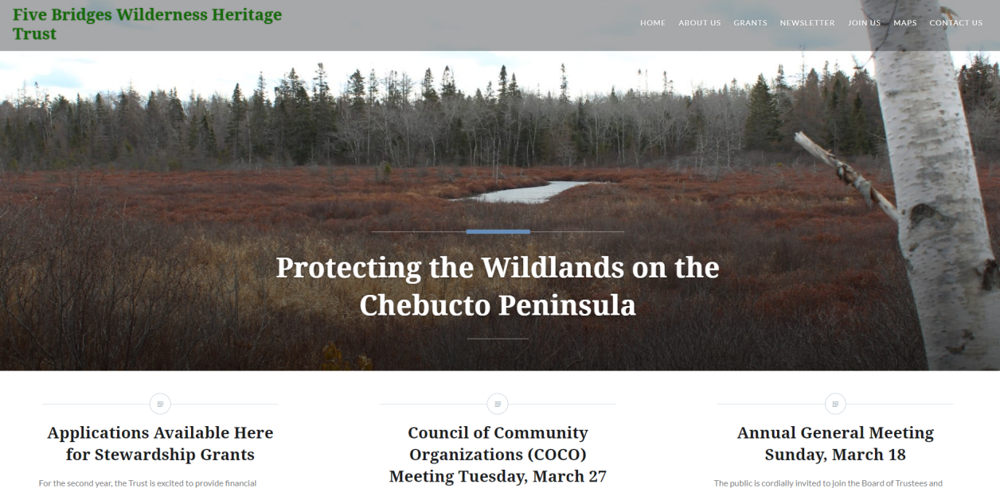 Five Bridges Wilderness Heritage
Trust
HOME ABOUT US GRANTS NEWSLETTER JOIN US MAPS CONTACT US
Protecting the Wildlands on the
Chebucto Peninsula
Applications Available Here
for Stewardship Grants
For the second year, the Trust is excited to provide financial
Council of Community
Organizations (COCO)
Meeting Tuesday, March 27
Annual General Meeting
Sunday, March 18
The public is cordially invited to join the Board of Trustees and